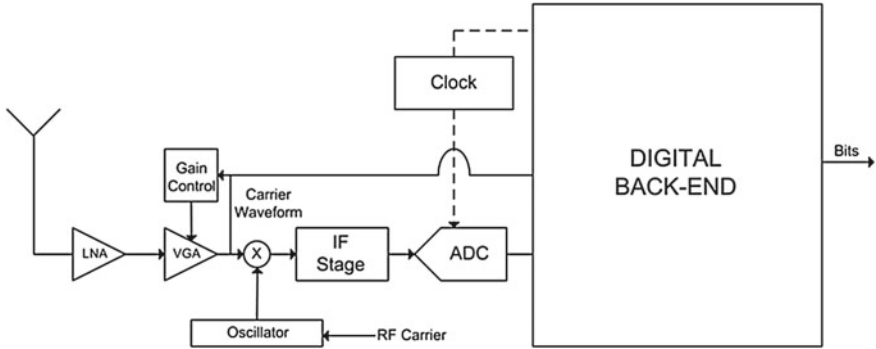 Clock
DIGITAL
BACK-END
Bits
Gain
Control
Carrier
Waveform
LNA
VGA
X
IF
Stage
ADC
Oscillator
RF Carrier